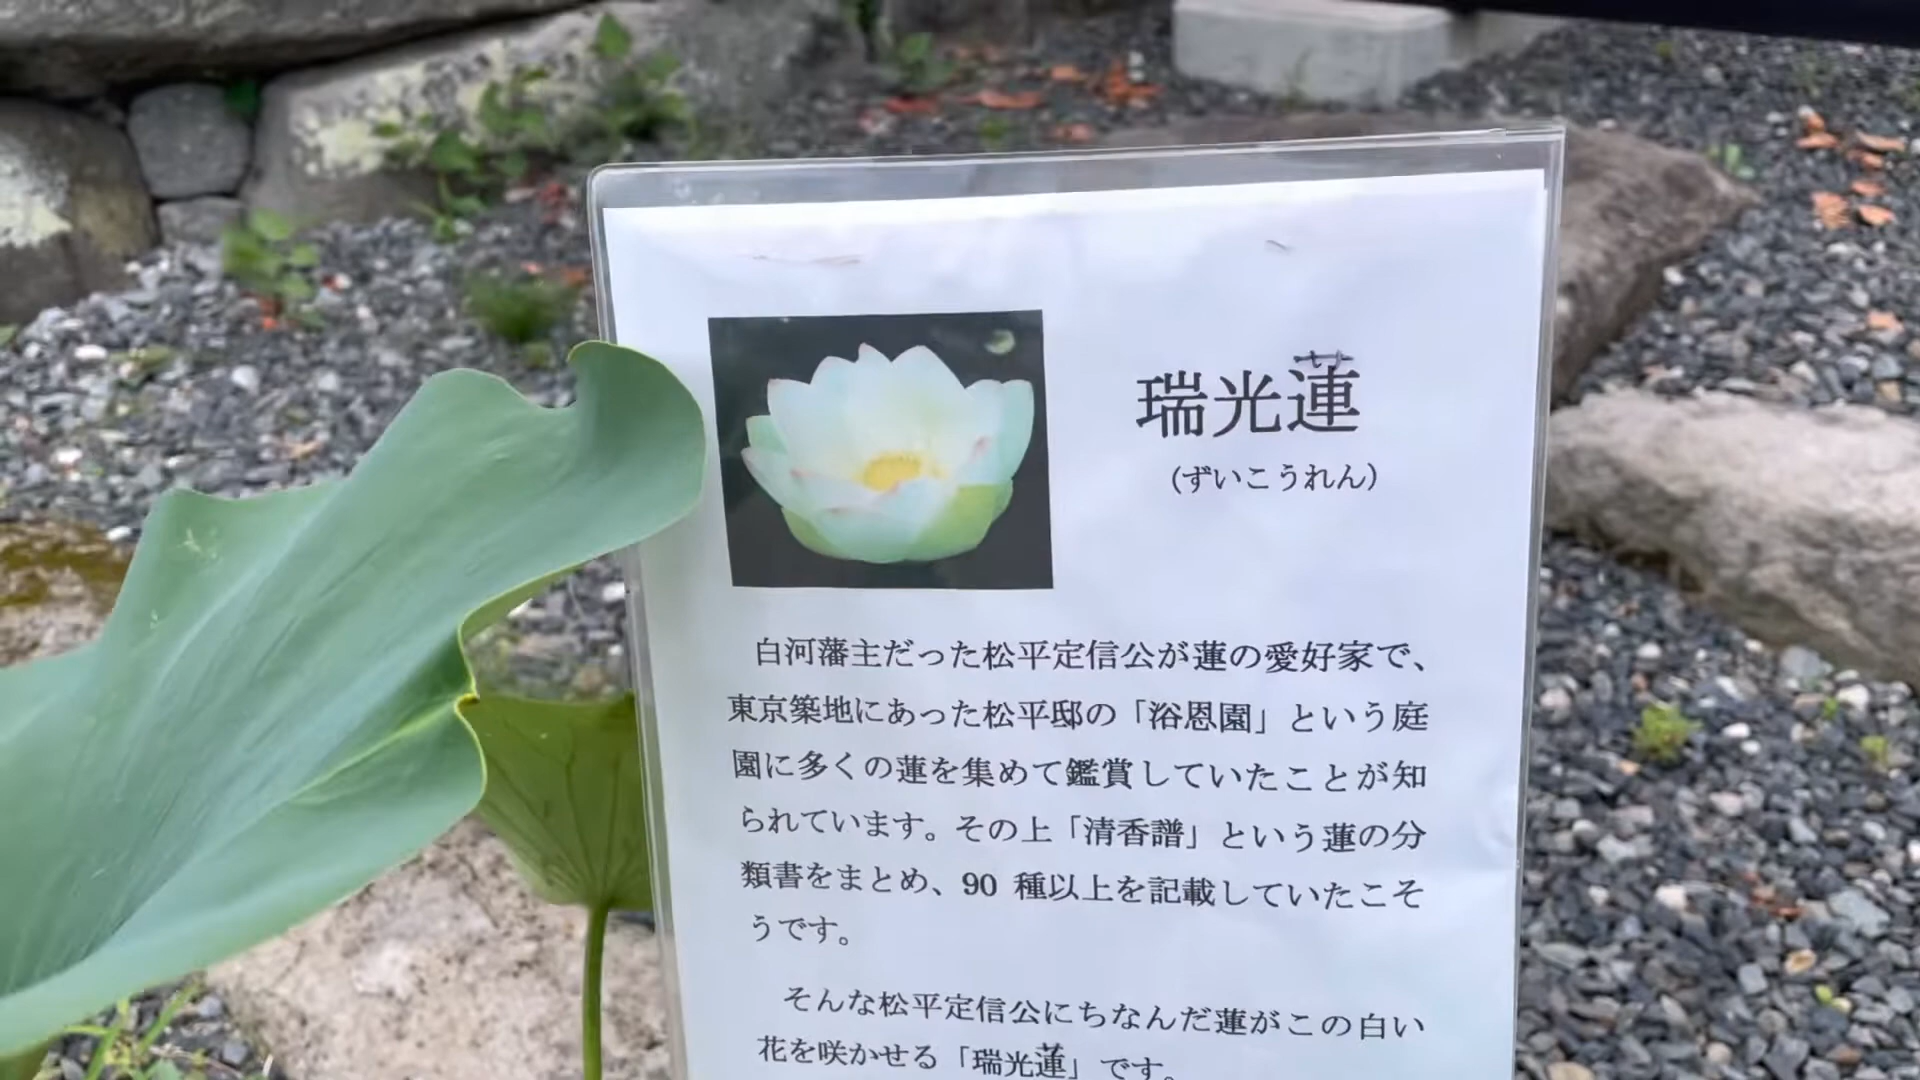 瑞光蓮
(ずいこうれん)
白河藩主だった松平定信公が蓮の愛好家で、
東京築地にあった松平邸の「浴恩園」という庭
園に多くの蓮を集めて鑑賞していたことが知
られています。その上「清香譜」という蓮の分
類書をまとめ、90 種以上を記載していたこそ
うです。
そんな松平定信公にちなんだ蓮がこの白い
花を咲かせる「瑞光蓮」です。